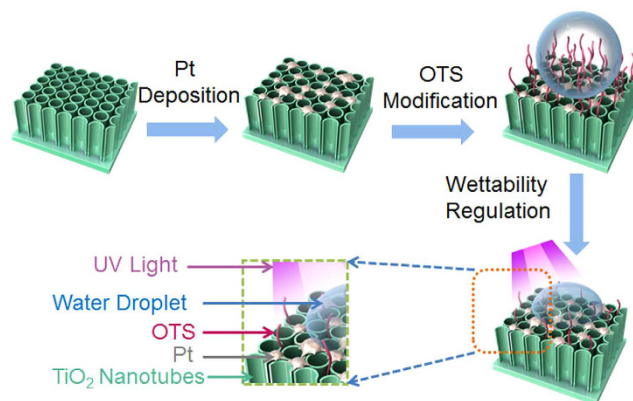 Pt
Deposition
OTS
Modification
Wettability
Regulation
UV Light
Water Droplet
OTS
Pt
TiO₂ Nanotubes